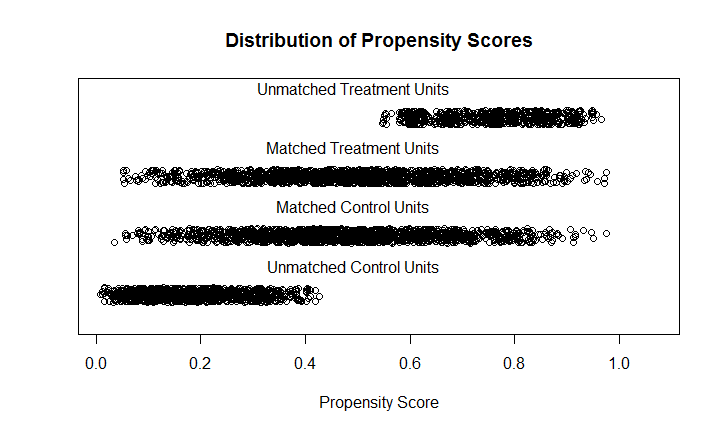 Distribution of Propensity Scores
Unmatched Treatment Units
Matched Treatment Units
Matched Control Units
Unmatched Control Units
0.0 0.2 0.4 0.6 0.8 1.0
Propensity Score